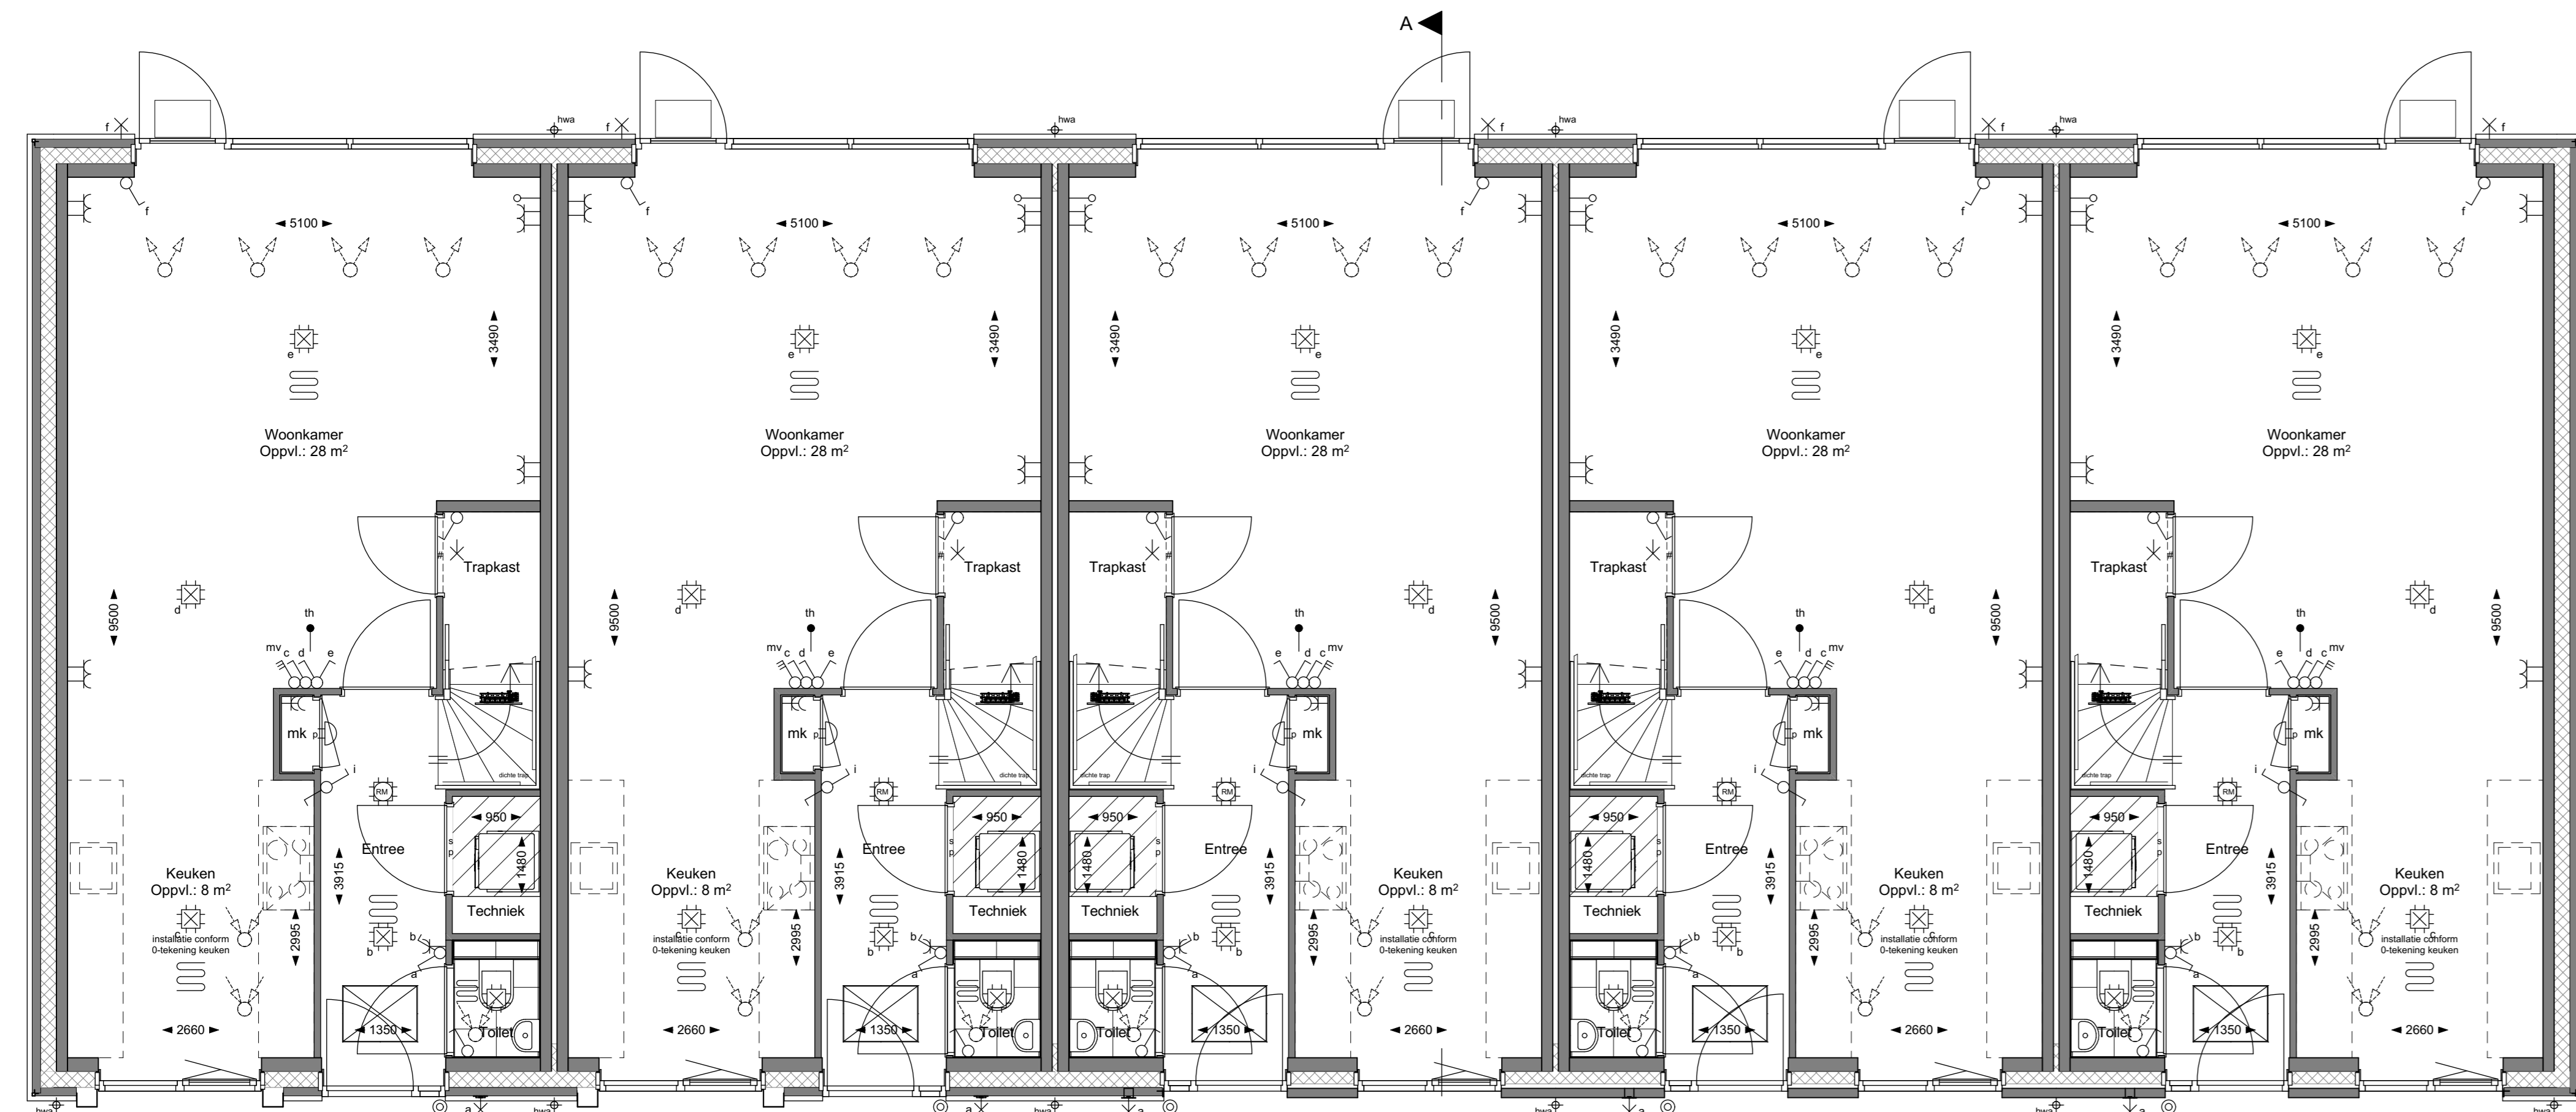 A
hwa
hwa
hwa
hwa
f
f
f
f
f
f
f
f
f
f
5100
5100
5100
5100
5100
3490
3490
3490
3490
3490
e
e
e
e
e
Woonkamer
Oppvl.: 28 m²
Woonkamer
Oppvl.: 28 m²
Woonkamer
Oppvl.: 28 m²
Woonkamer
Oppvl.: 28 m²
Woonkamer
Oppvl.: 28 m²
#
#
#
#
#
Trapkast
Trapkast
Trapkast
Trapkast
Trapkast
9500
d
th
9500
d
th
th
d
9500
th
d
9500
th
d
9500
mv c d e
mv c d e
e d c mv
e d c mv
e d c mv
mk p
mk p
p mk
p mk
p mk
i
i
i
i
i
dichte trap
dichte trap
dichte trap
dichte trap
dichte trap
RM
RM
RM
RM
RM
950
950
950
950
950
sp
sp
sp
sp
sp
1480
1480
1480
1480
1480
Entree
Entree
Entree
Entree
Entree
3915
3915
3915
3915
3915
Keuken
Oppvl.: 8 m²
Keuken
Oppvl.: 8 m²
Keuken
Oppvl.: 8 m²
Keuken
Oppvl.: 8 m²
Keuken
Oppvl.: 8 m²
Techniek
Techniek
Techniek
Techniek
Techniek
c
installatie conform
0-tekening keuken
c
installatie conform
0-tekening keuken
c
installatie conform
0-tekening keuken
c
installatie conform
0-tekening keuken
c
installatie conform
0-tekening keuken
2995
2995
2995
2995
2995
b
b
a
b
b
a
b
b
a
b
b
a
b
b
a
2660
1350
Toilet
2660
1350
Toilet
Toilet
1350
2660
Toilet
1350
2660
Toilet
1350
2660
hwa
a
hwa
a
hwa
a
hwa
a
hwa
a
hwa